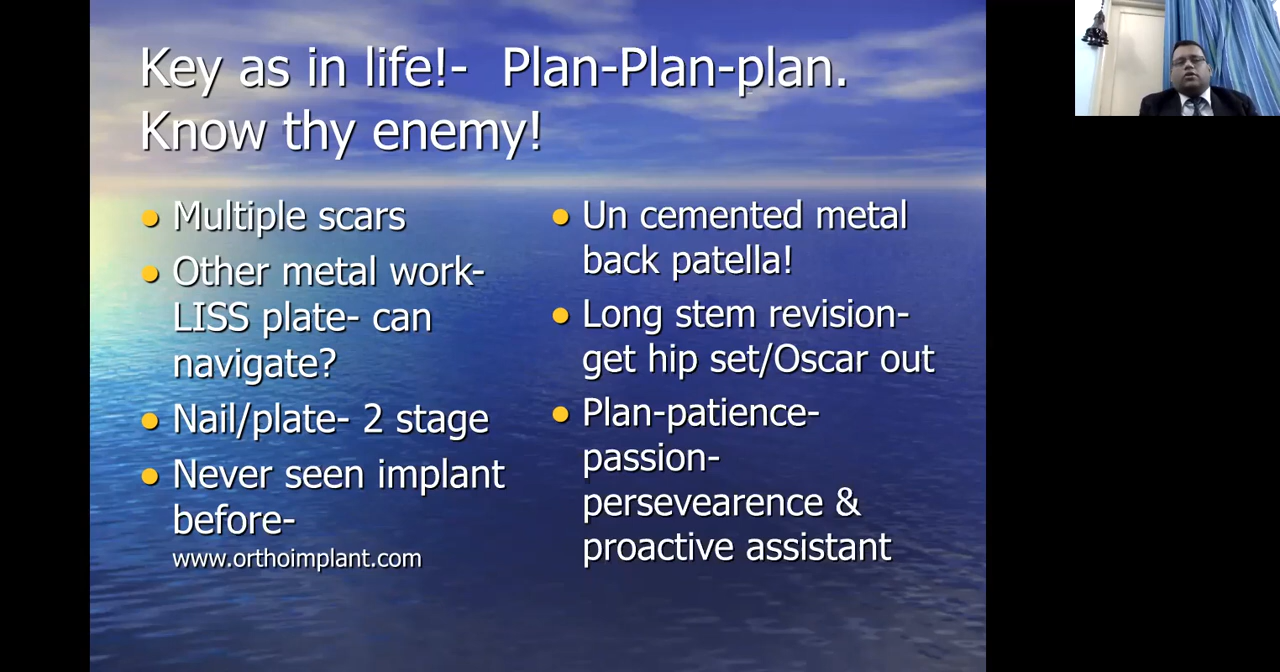 Key as in life!- Plan-Plan-plan.
Know thy enemy!
Multiple scars
Other metal work-
LISS plate- can
navigate?
Nail/plate- 2 stage
Never seen implant
before-
www.orthoimplant.com
Un cemented metal
back patella!
Long stem revision-
get hip set/Oscar out
Plan-patience-
passion-
persevearence &
proactive assistant